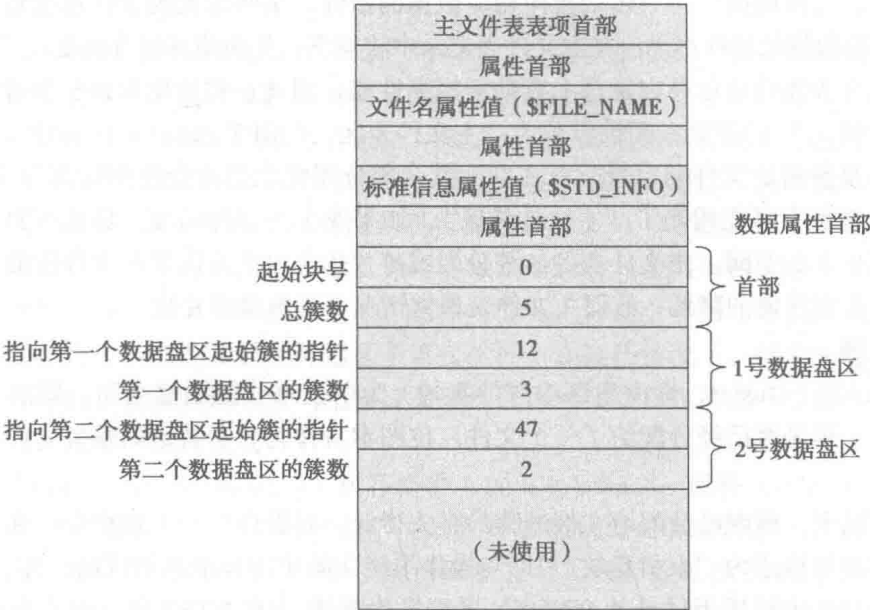 主文件表表项首部
属性首部
文件名属性值（$FILE_NAME）
属性首部
标准信息属性值（$STD_INFO）
属性首部 数据属性首部
起始块号 0 首部
总簇数 5
指向第一个数据盘区起始簇的指针 12 1号数据盘区
第一个数据盘区的簇数 3
指向第二个数据盘区起始簇的指针 47 2号数据盘区
第二个数据盘区的簇数 2
（未使用）